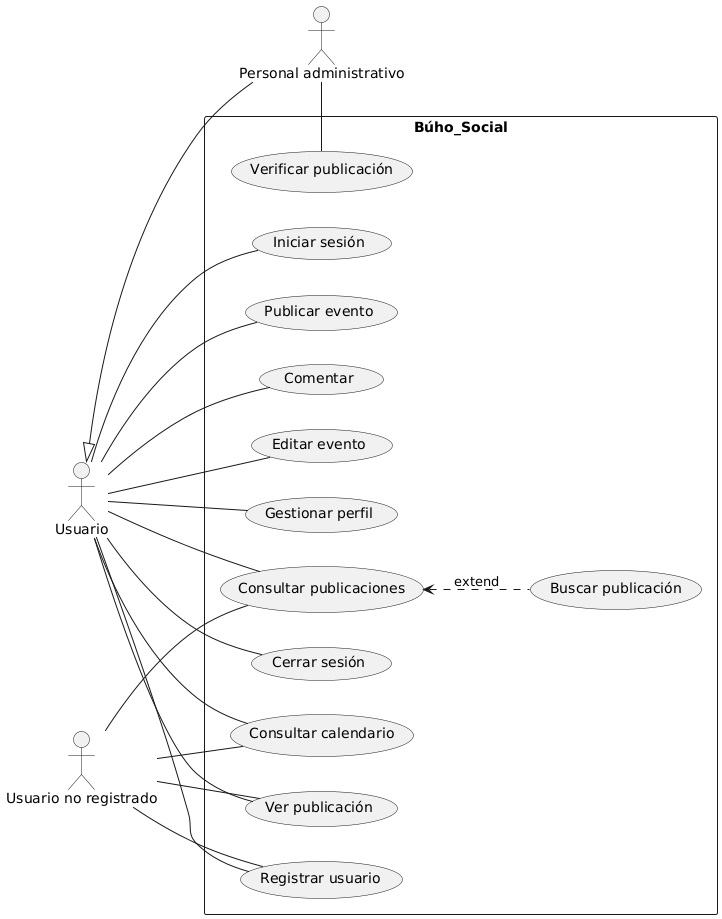 Personal administrativo
Búho_Social
Verificar publicación
Iniciar sesión
Publicar evento
Comentar
Editar evento
Usuario
Gestionar perfil
Consultar publicaciones
extend
Buscar publicación
Cerrar sesión
Consultar calendario
Usuario no registrado
Ver publicación
Registrar usuario